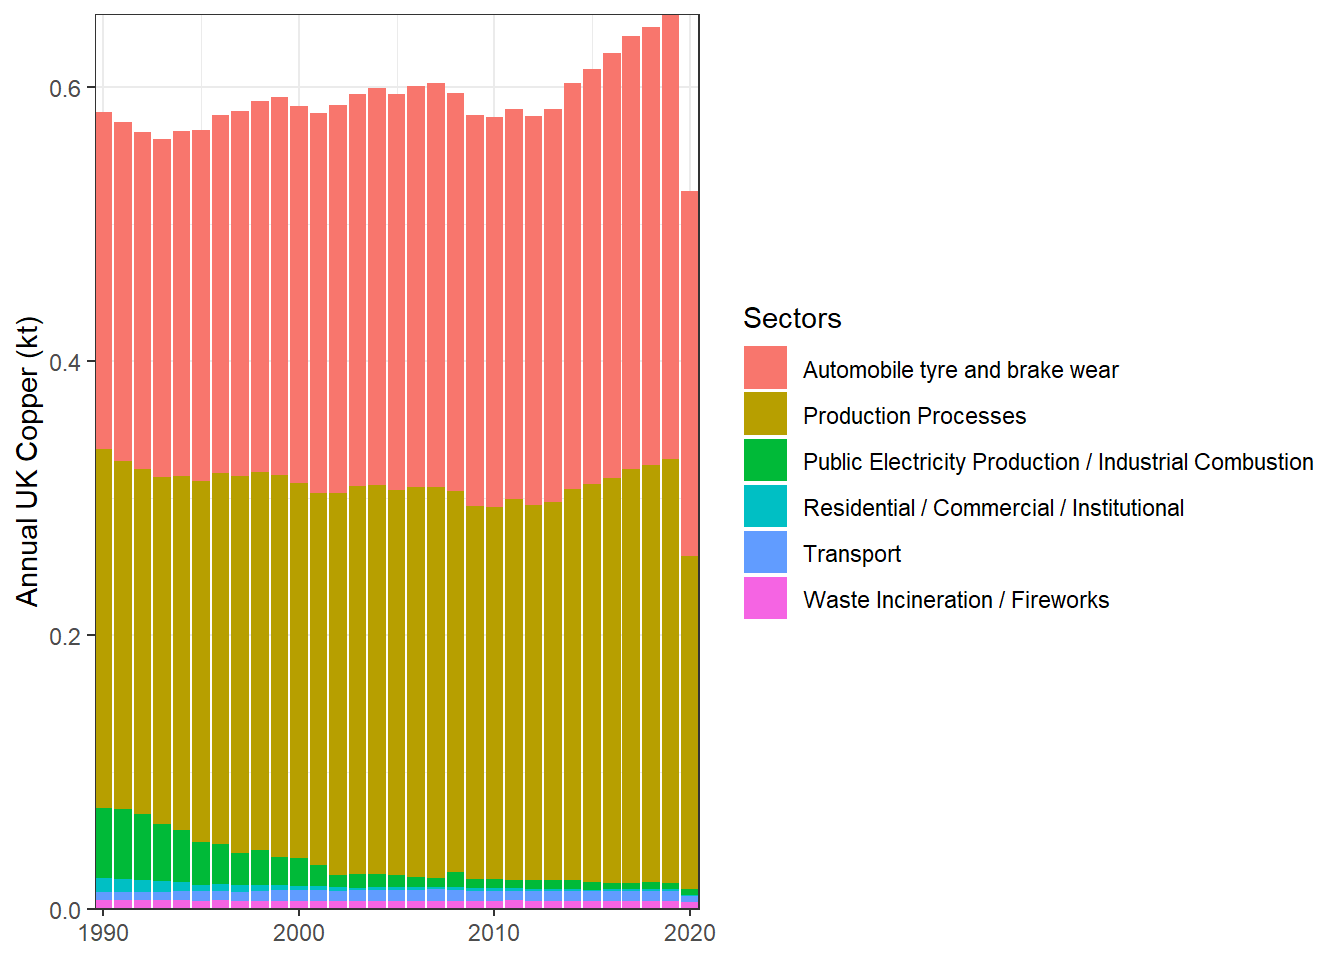 Annual UK Copper (kt)
0.6
0.4
0.2
0.0
1990
2000
2010
2020
Sectors
Automobile tyre and brake wear
Production Processes
Public Electricity Production / Industrial Combustion
Residential / Commercial / Institutional
Transport
Waste Incineration / Fireworks